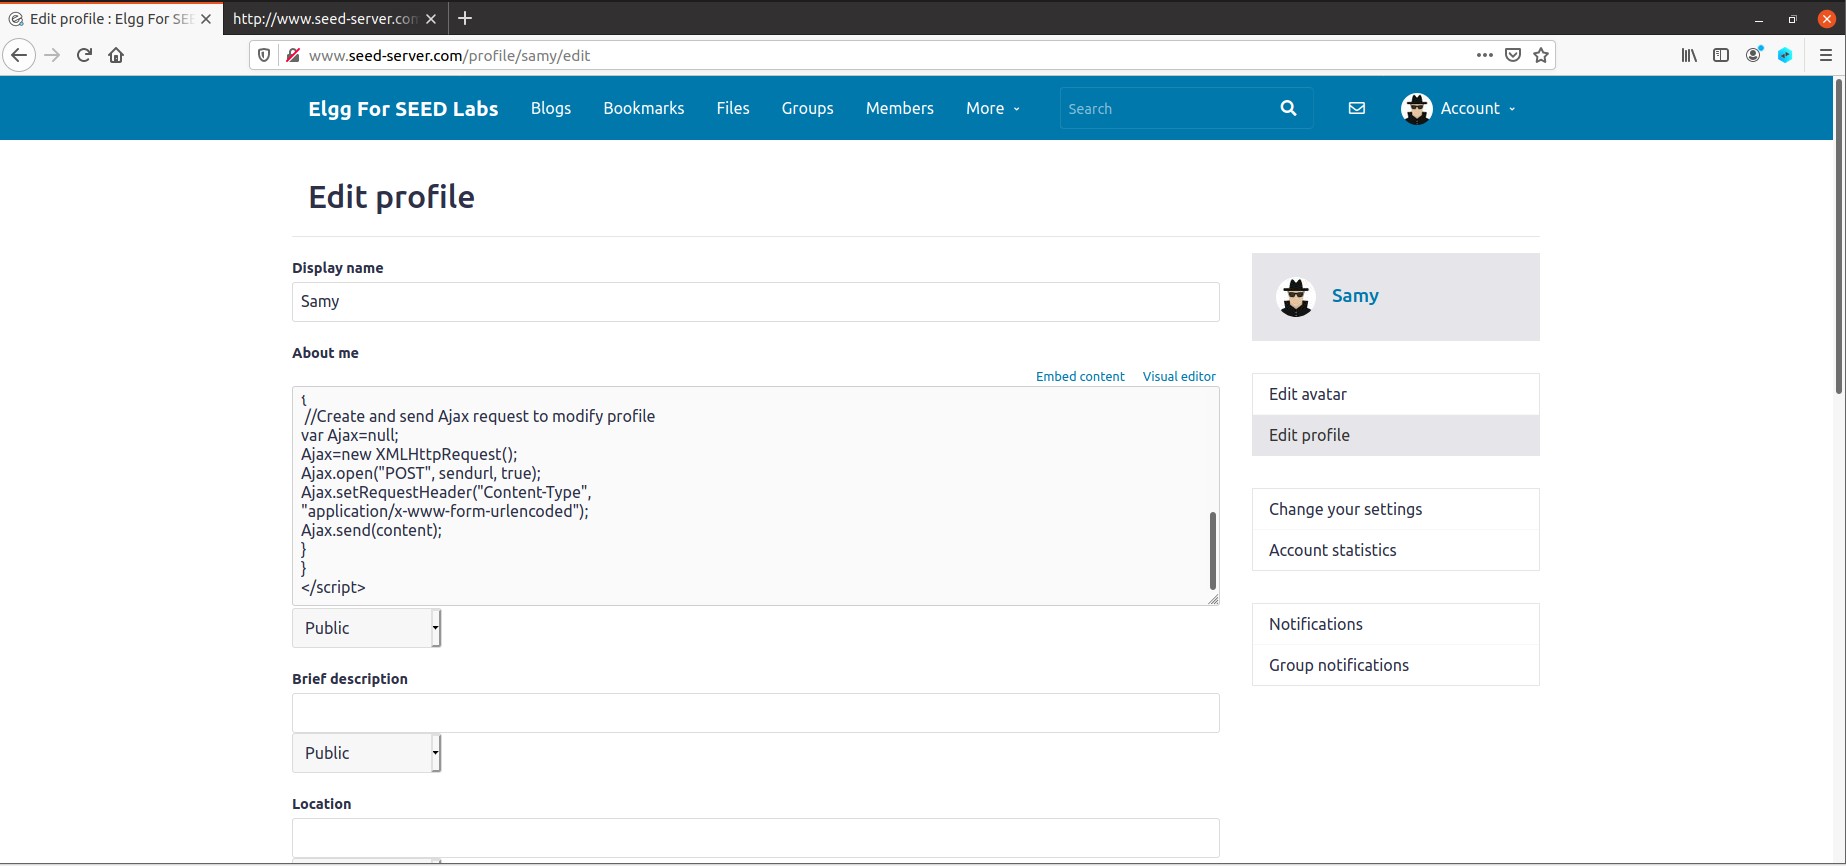 Edit profile : Elgg For SEE
http://www.seed-server.con
www.seed-server.com/profile/samy/edit
Elgg For SEED Labs
Blogs
Bookmarks
Files
Groups
Members
More
Search
Account
Edit profile
Display name
Samy
About me
Embed content
Visual editor
{
//Create and send Ajax request to modify profile
var Ajax=null;
Ajax=new XMLHttpRequest();
Ajax.open("POST", sendurl, true);
Ajax.setRequestHeader("Content-Type",
"application/x-www-form-urlencoded");
Ajax.send(content);
}
}
</script>
Public
Brief description
Public
Location
Samy
Edit avatar
Edit profile
Change your settings
Account statistics
Notifications
Group notifications